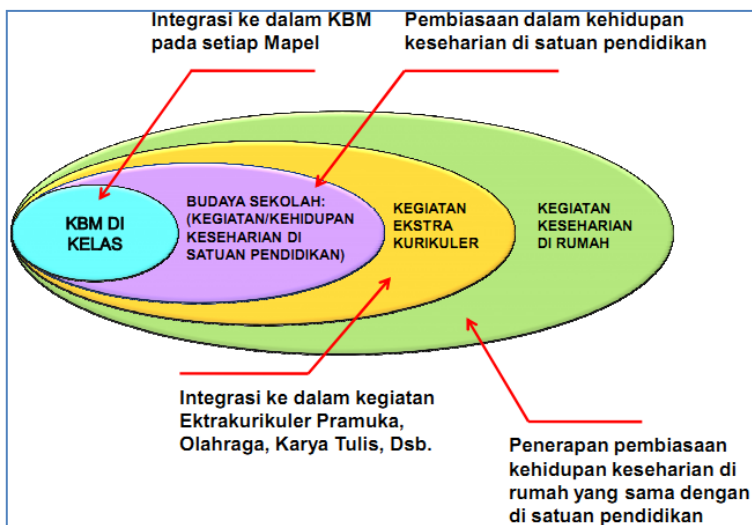 Integrasi ke dalam KBM
pada setiap Mapel
Pembiasaan dalam kehidupan
keseharian di satuan pendidikan
KBM DI
KELAS
BUDAYA SEKOLAH:
(KEGIATAN/KEHIDUPAN
KESEHARIAN DI
SATUAN PENDIDIKAN)
KEGIATAN
EKSTRA
KURIKULER
KEGIATAN
KESEHARIAN
DI RUMAH
Integrasi ke dalam kegiatan
Ektrakurikuler Pramuka,
Olahraga, Karya Tulis, Dsb.
Penerapan pembiasaan
kehidupan keseharian di
rumah yang sama dengan
di satuan pendidikan